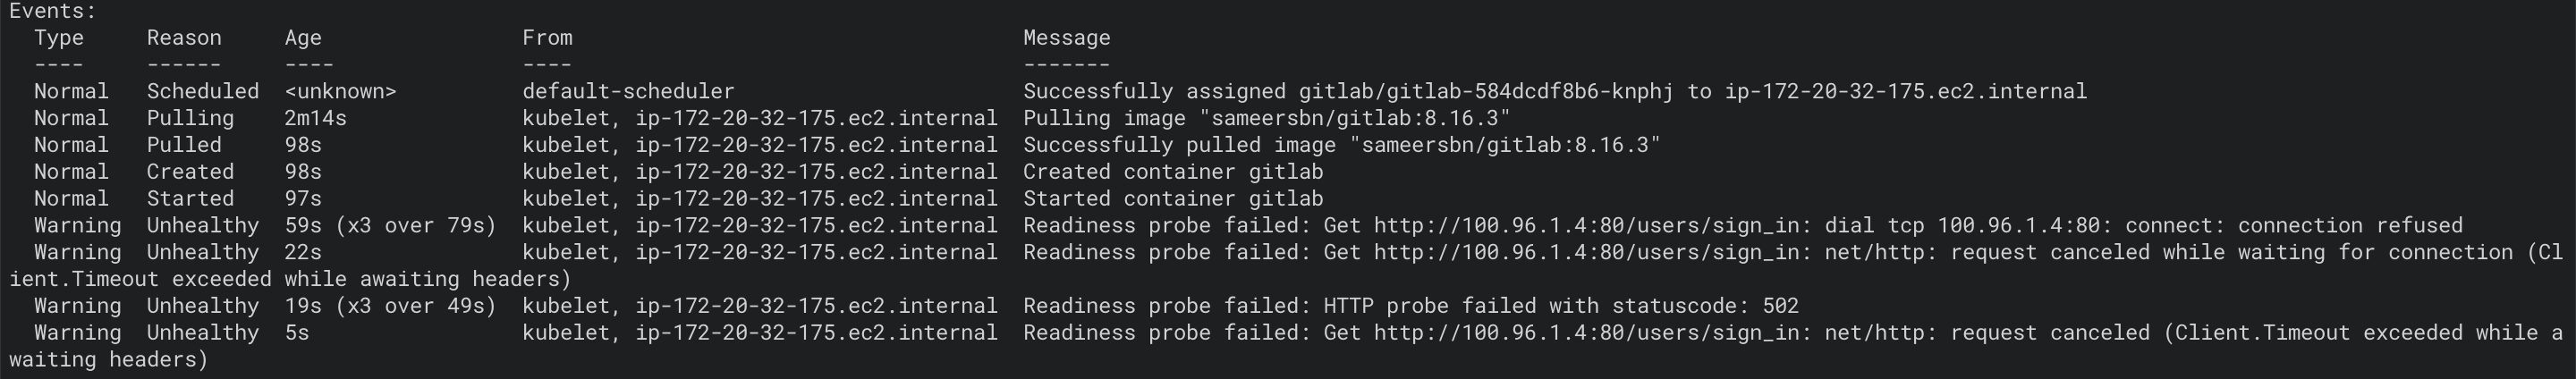 Events:
Type Reason Age From Message
---- ------ ---- ---- -------
Normal Scheduled <unknown> default-scheduler Successfully assigned gitlab/gitlab-584dcdf8b6-knphj to ip-172-20-32-175.ec2.internal
Normal Pulling 2m14s kubelet, ip-172-20-32-175.ec2.internal Pulling image "sameersbn/gitlab:8.16.3"
Normal Pulled 98s kubelet, ip-172-20-32-175.ec2.internal Successfully pulled image "sameersbn/gitlab:8.16.3"
Normal Created 98s kubelet, ip-172-20-32-175.ec2.internal Created container gitlab
Normal Started 97s kubelet, ip-172-20-32-175.ec2.internal Started container gitlab
Warning Unhealthy 59s (x3 over 79s) kubelet, ip-172-20-32-175.ec2.internal Readiness probe failed: Get http://100.96.1.4:80/users/sign_in: dial tcp 100.96.1.4:80: connect: connection refused
Warning Unhealthy 22s kubelet, ip-172-20-32-175.ec2.internal Readiness probe failed: Get http://100.96.1.4:80/users/sign_in: net/http: request canceled while waiting for connection (Cl
ient.Timeout exceeded while awaiting headers)
Warning Unhealthy 19s (x3 over 49s) kubelet, ip-172-20-32-175.ec2.internal Readiness probe failed: HTTP probe failed with statuscode: 502
Warning Unhealthy 5s kubelet, ip-172-20-32-175.ec2.internal Readiness probe failed: Get http://100.96.1.4:80/users/sign_in: net/http: request canceled (Client.Timeout exceeded while a
waiting headers)